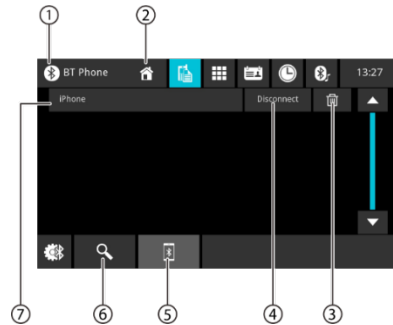 ① ②
BT Phone 13:27
iPhone Disconnect
⑦ ⑥ ⑤ ④ ③